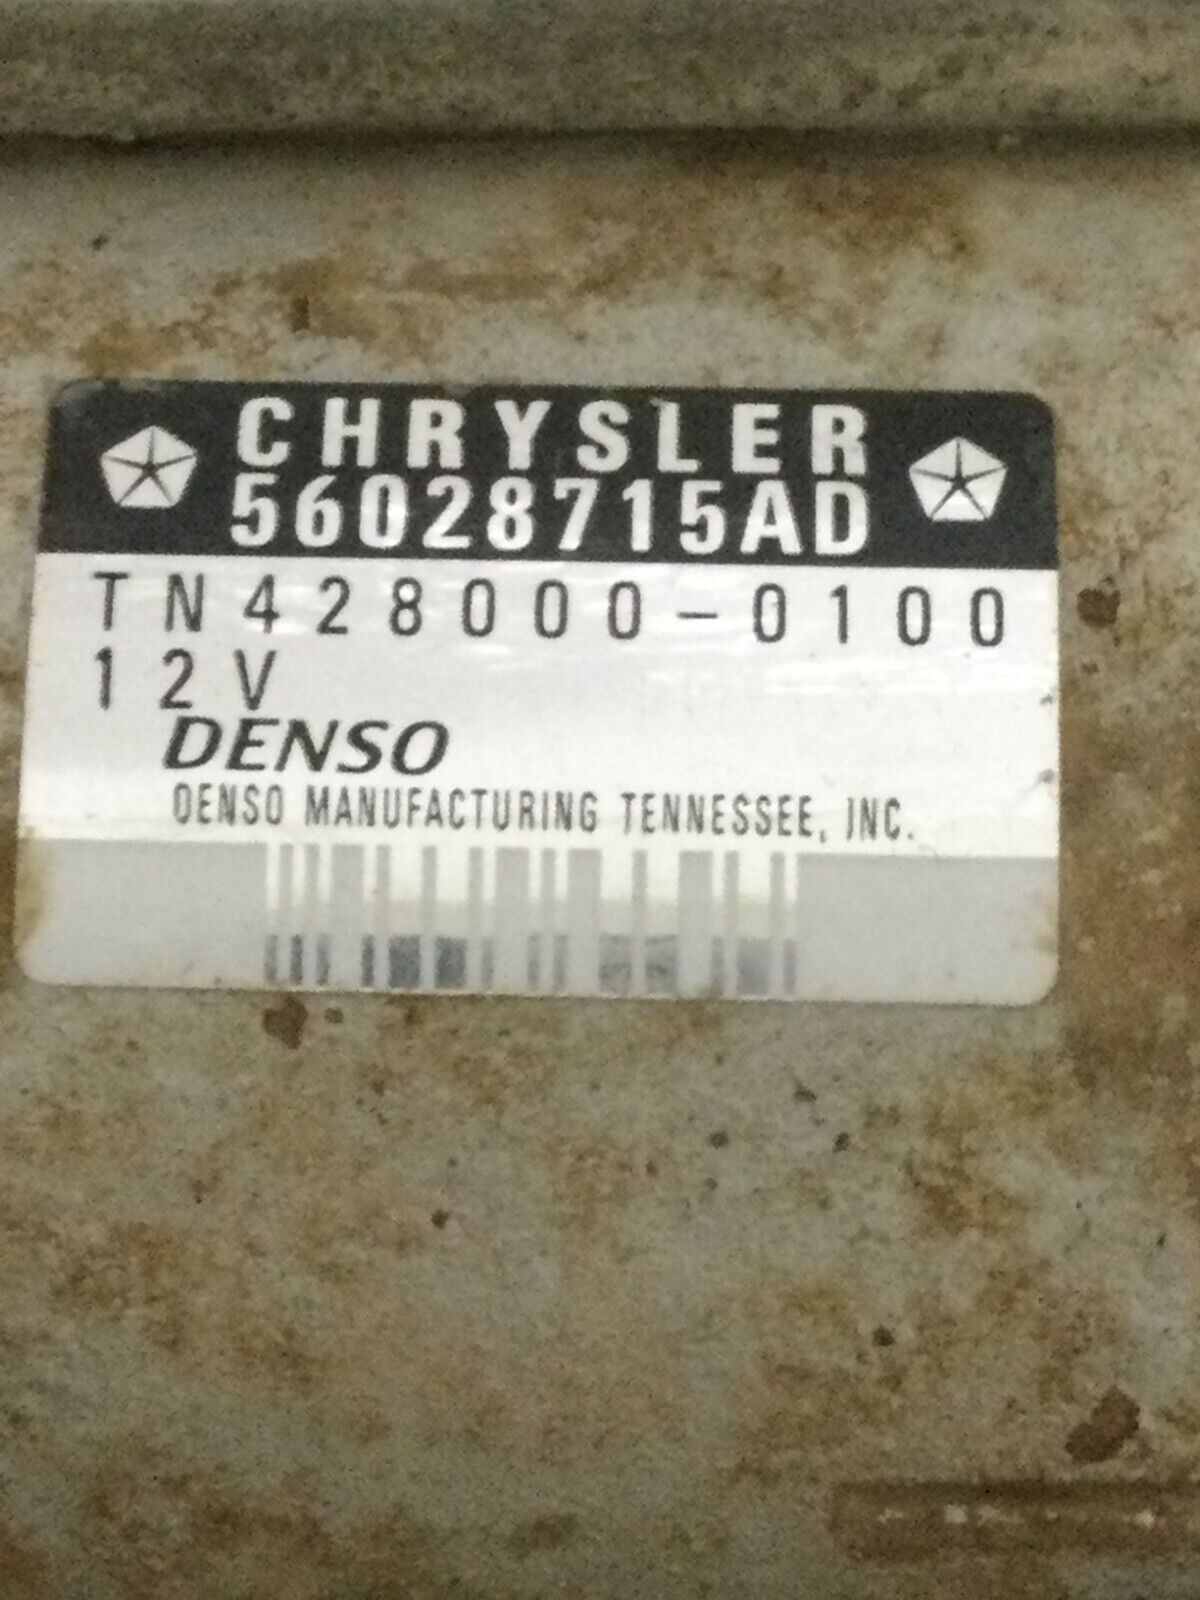 CHRYSLER
56028715AD
TN428000-0100
12V
DENSO
DENSO MANUFACTURING TENNESSEE, INC.